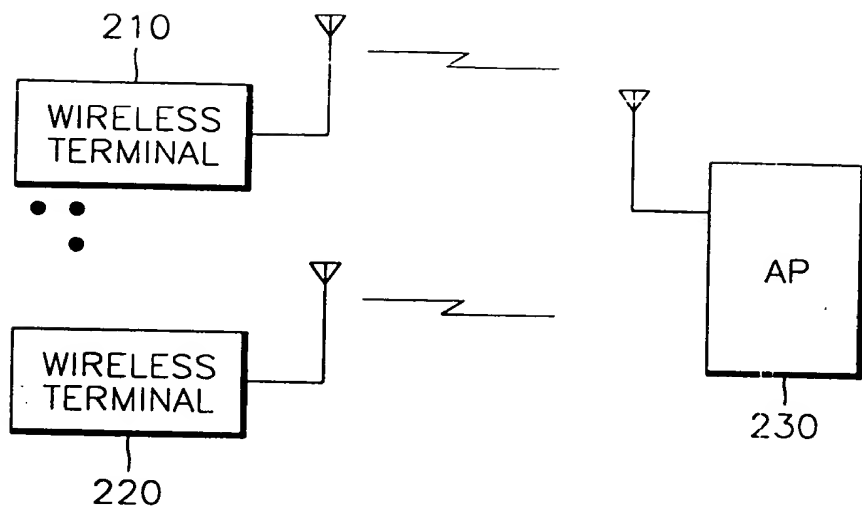 210
WIRELESS
TERMINAL
AP
230
WIRELESS
TERMINAL
220